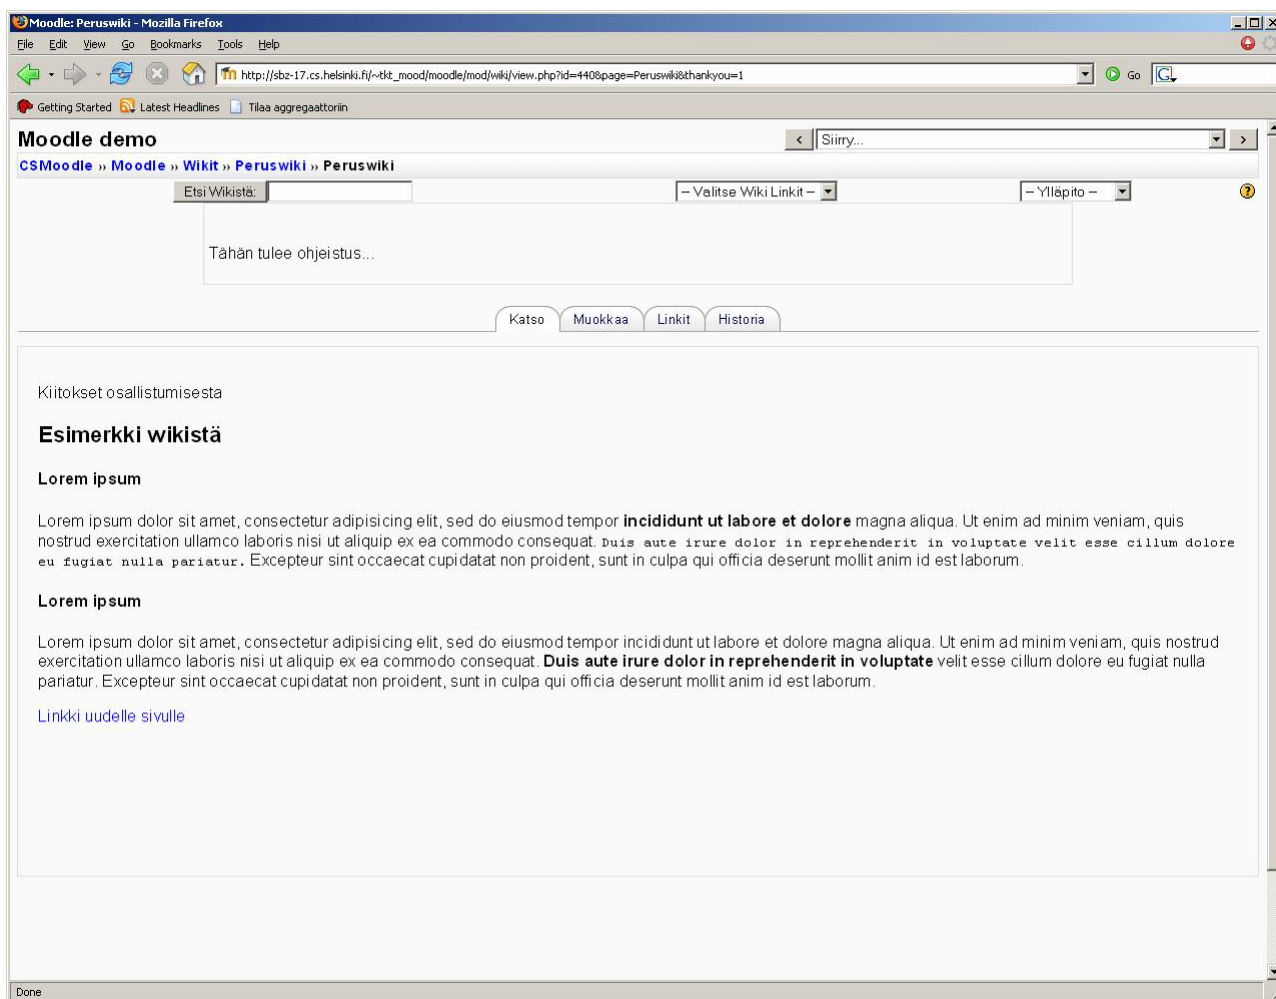 Moodle: Peruswiki - Mozilla Firefox
File Edit View Go Bookmarks Tools Help
http://sbz-17.cs.helsinki.fi/~tkt_mood/moodle/mod/wiki/view.php?id=440&page=Peruswiki&thankyou=1 Go G
Getting Started Latest Headlines Tilaa aggregaattoriin
Moodle demo < Siirry... >
CSMoodle » Moodle » Wikit » Peruswiki » Peruswiki
Etsi Wikistä: -- Valitse Wiki Linkit -- -- Ylläpito -- ?
Tähän tulee ohjeistus...
Katso Muokkaa Linkit Historia
Kiitokset osallistumisesta
Esimerkki wikistä
Lorem ipsum
Lorem ipsum dolor sit amet, consectetur adipisicing elit, sed do eiusmod tempor incididunt ut labore et dolore magna aliqua. Ut enim ad minim veniam, quis
nostrud exercitation ullamco laboris nisi ut aliquip ex ea commodo consequat. Duis aute irure dolor in reprehenderit in voluptate velit esse cillum dolore
eu fugiat nulla pariatur. Excepteur sint occaecat cupidatat non proident, sunt in culpa qui officia deserunt mollit anim id est laborum.
Lorem ipsum
Lorem ipsum dolor sit amet, consectetur adipisicing elit, sed do eiusmod tempor incididunt ut labore et dolore magna aliqua. Ut enim ad minim veniam, quis nostrud
exercitation ullamco laboris nisi ut aliquip ex ea commodo consequat. Duis aute irure dolor in reprehenderit in voluptate velit esse cillum dolore eu fugiat nulla
pariatur. Excepteur sint occaecat cupidatat non proident, sunt in culpa qui officia deserunt mollit anim id est laborum.
Linkki uudelle sivulle
Done